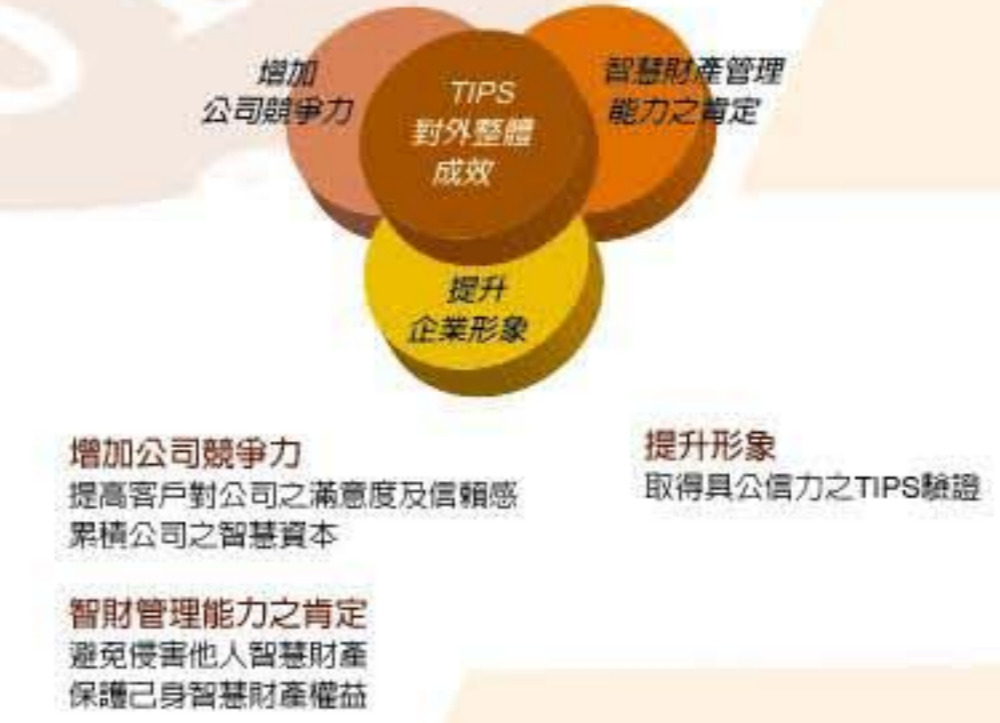 增加
公司競爭力
TIPS
對外整體
成效
智慧財產管理
能力之肯定
提升
企業形象
增加公司競爭力
提高客戶對公司之滿意度及信賴感
累積公司之智慧資本
提升形象
取得具公信力之TIPS驗證
智財管理能力之肯定
避免侵害他人智慧財產
保護己身智慧財產權益